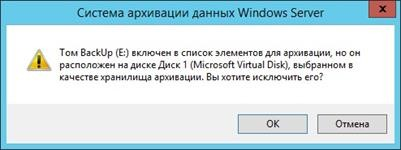 Система архивации данных Windows Server
Том BackUp (E:) включен в список элементов для архивации, но он
расположен на диске Диск 1 (Microsoft Virtual Disk), выбранном в
качестве хранилища архивации. Вы хотите исключить его?
OK
Отмена